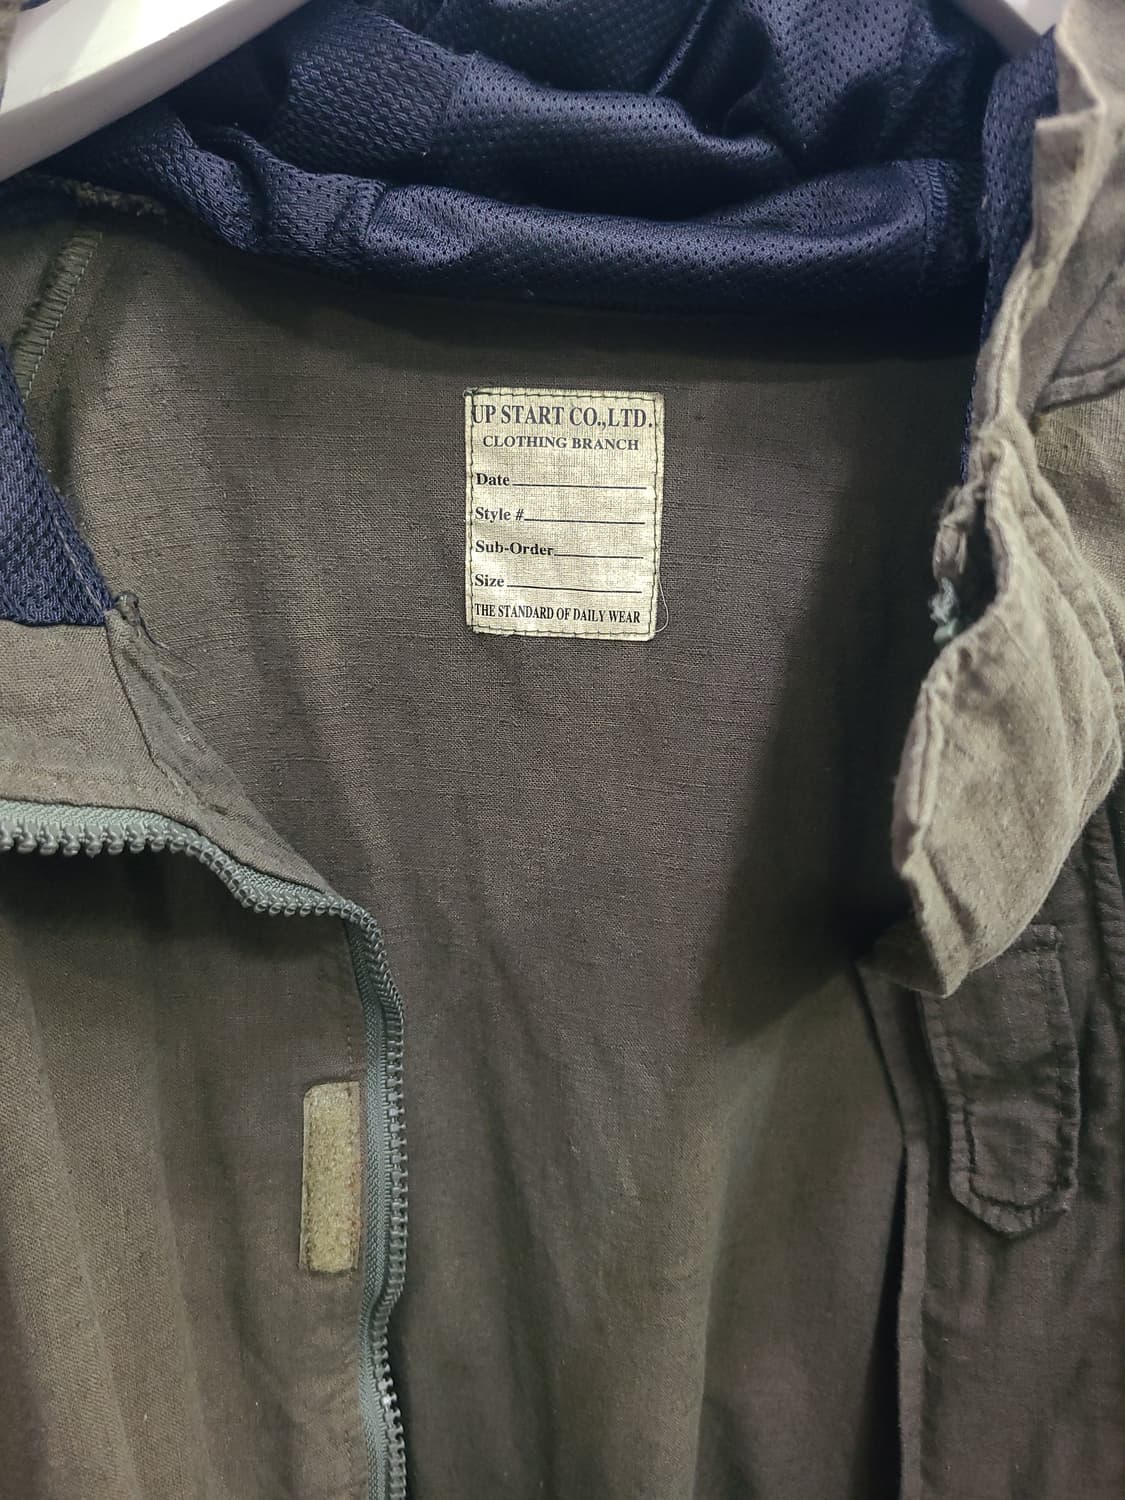 UP START CO.,LTD.
CLOTHING BRANCH
Date
Style #
Sub-Order
Size
THE STANDARD OF DAILY WEAR